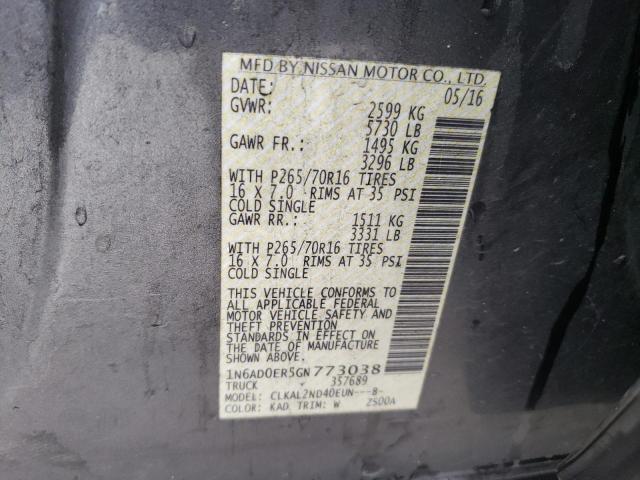 MFD BY NISSAN MOTOR CO., LTD.
DATE: 05/16
GVWR: 2599 KG
5730 LB
GAWR FR.: 1495 KG
3296 LB
WITH P265/70R16 TIRES
16 X 7.0 RIMS AT 35 PSI
COLD SINGLE
GAWR RR.: 1511 KG
3331 LB
WITH P265/70R16 TIRES
16 X 7.0 RIMS AT 35 PSI
COLD SINGLE
THIS VEHICLE CONFORMS TO
ALL APPLICABLE FEDERAL
MOTOR VEHICLE SAFETY AND
THEFT PREVENTION
STANDARDS IN EFFECT ON
THE DATE OF MANUFACTURE
SHOWN ABOVE.
1N6AD0ER5GN773038
TRUCK 357689
MODEL: CLKAL2ND40EUN---8-
COLOR: KAD TRIM: W 2500A